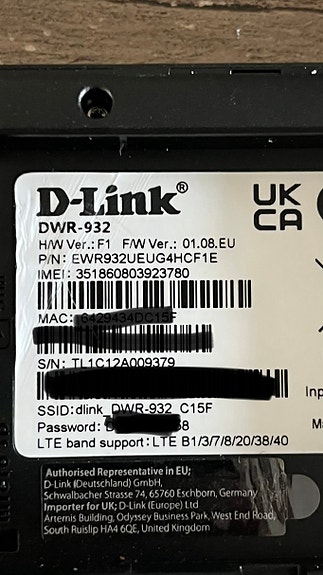 D-Link®
UK
CA
DWR-932
H/W Ver.: F1 F/W Ver.: 01.08.EU
P/N: EWR932UEUG4HCF1E
IMEI: 351860803923780
MAC:
S/N: TL1C12A009379
SSID:dlink_DWR-932_C15F
Inp
Password:
Ma
LTE band support: LTE B1/3/7/8/20/38/40
Authorised Representative in EU;
D-Link (Deutschland) GmbH,
Schwalbacher Strasse 74, 65760 Eschborn, Germany
Importer for UK; D-Link (Europe) Ltd
Artemis Building, Odyssey Business Park, West End Road,
South Ruislip HA4 6QE, United Kingdom